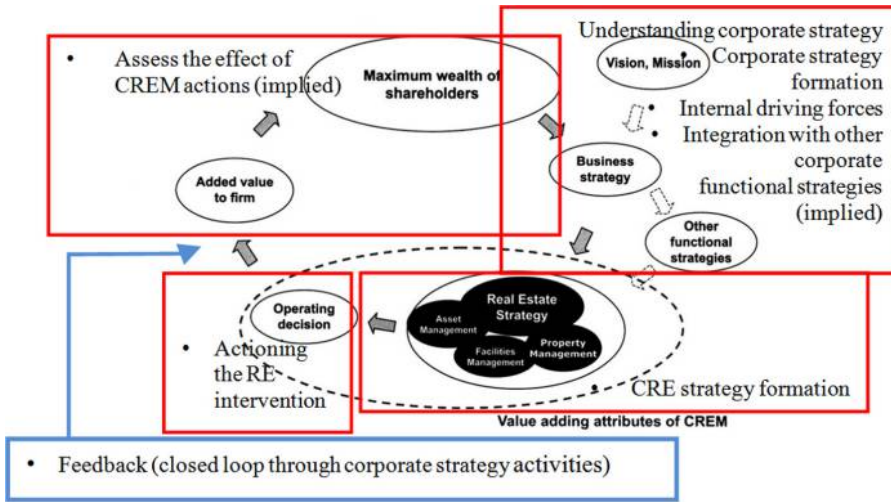 • Assess the effect of
CREM actions (implied)
Maximum wealth of
shareholders
Understanding corporate strategy
Vision, Mission
• Corporate strategy
formation
• Internal driving forces
• Integration with other
corporate
functional strategies
(implied)
Business
strategy
Added value
to firm
Other
functional
strategies
Operating
decision
Real Estate
Strategy
Asset
Management
Facilities
Management
Property
Management
• Actioning
the RE
intervention
• CRE strategy formation
Value adding attributes of CREM
• Feedback (closed loop through corporate strategy activities)